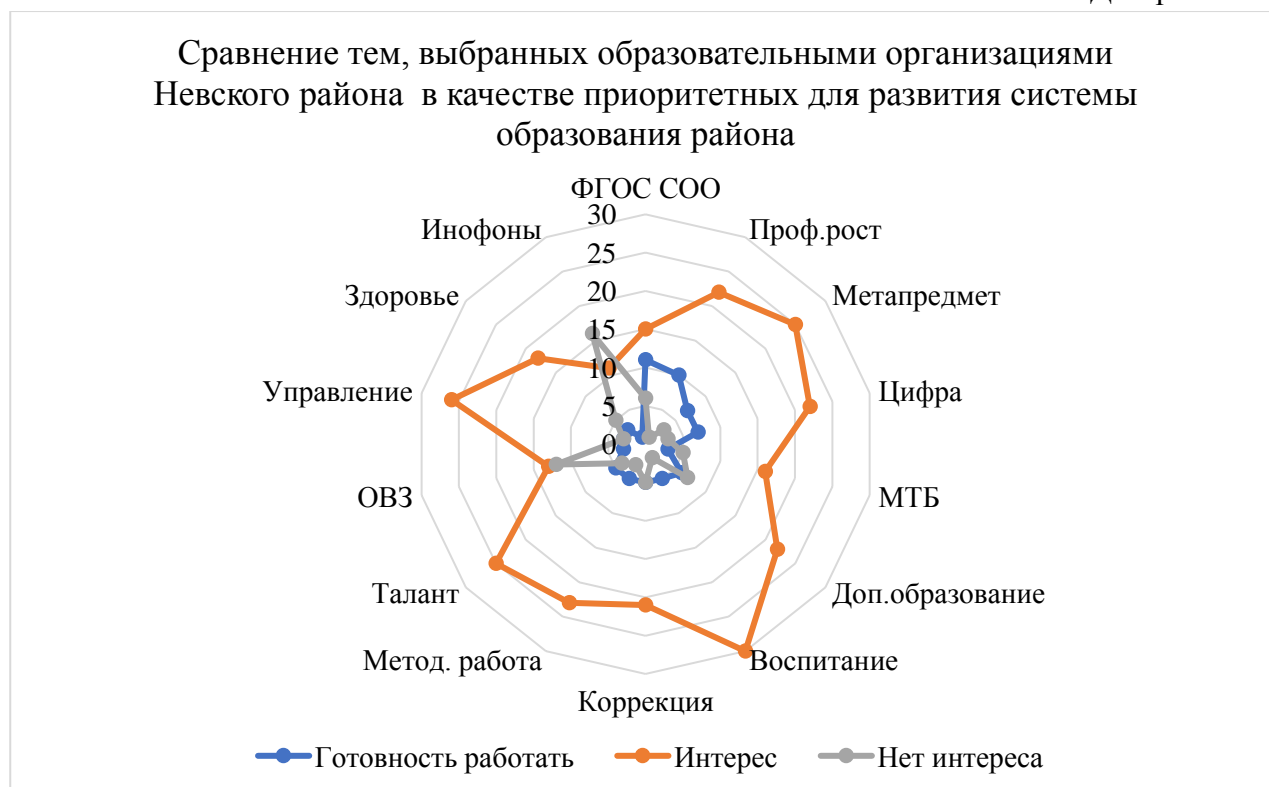 Сравнение тем, выбранных образовательными организациями
Невского района в качестве приоритетных для развития системы
образования района
ФГОС СОО
30
Инофоны
Проф.рост
25
Здоровье
20
Метапредмет
15
Управление
10
Цифра
5
0
ОВЗ
МТБ
Талант
Доп.образование
Метод. работа
Воспитание
Коррекция
Готовность работать
Интерес
Нет интереса